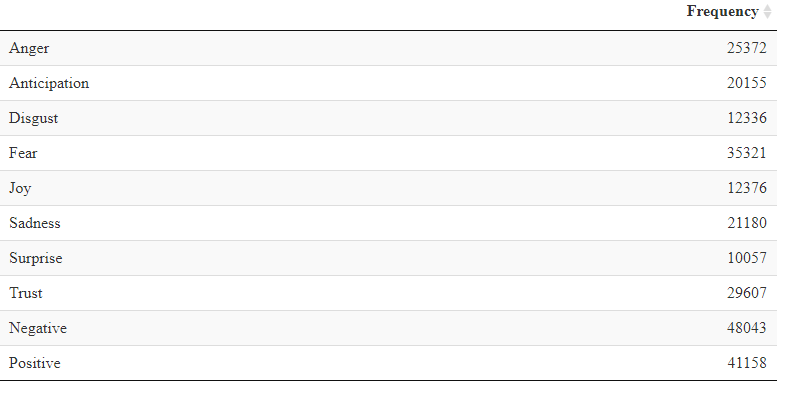 Frequency
Anger 25372
Anticipation 20155
Disgust 12336
Fear 35321
Joy 12376
Sadness 21180
Surprise 10057
Trust 29607
Negative 48043
Positive 41158